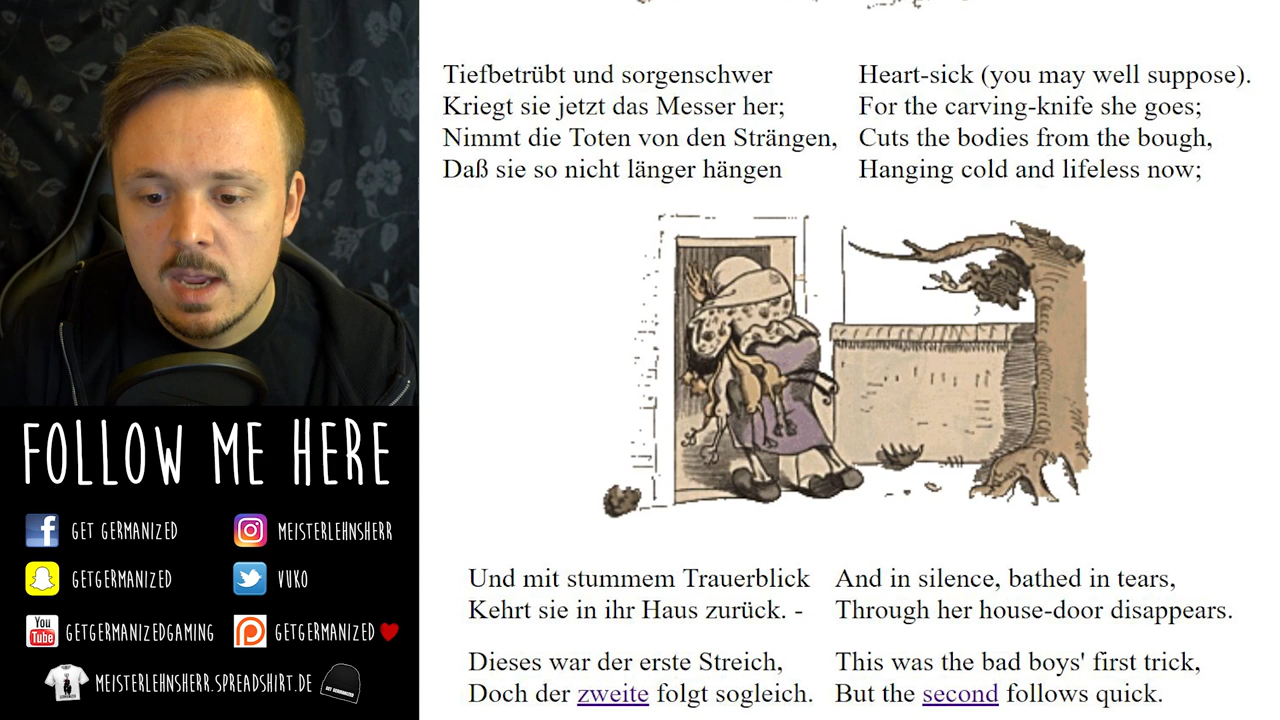 Tiefbetrübt und sorgenschwer
Kriegt sie jetzt das Messer her;
Nimmt die Toten von den Strängen,
Daß sie so nicht länger hängen
Heart-sick (you may well suppose).
For the carving-knife she goes;
Cuts the bodies from the bough,
Hanging cold and lifeless now;
Und mit stummem Trauerblick
Kehrt sie in ihr Haus zurück. -
And in silence, bathed in tears,
Through her house-door disappears.
Dieses war der erste Streich,
Doch der zweite folgt sogleich.
This was the bad boys' first trick,
But the second follows quick.
FOLLOW ME HERE
GET GERMANIZED
MEISTERLEHNSHERR
GETGERMANIZED
VUKO
You
Tube
GETGERMANIZEDGAMING
GETGERMANIZED
MEISTERLEHNSHERR.SPREADSHIRT.DE